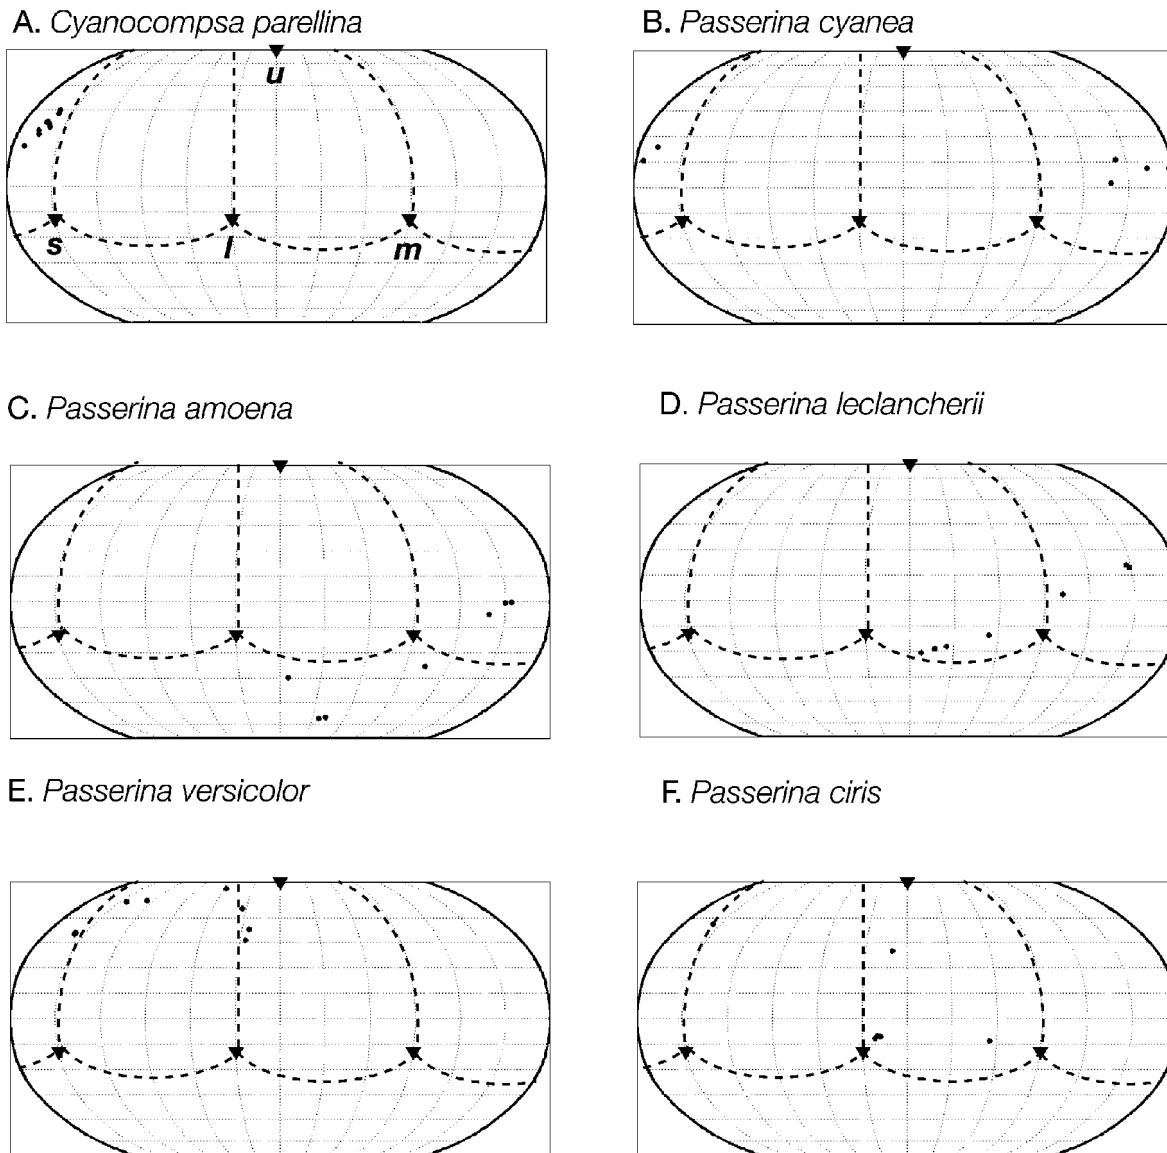 A. Cyanocompsa parellina
B. Passerina cyanea
u
s
l
m
C. Passerina amoena
D. Passerina leclancherii
E. Passerina versicolor
F. Passerina ciris